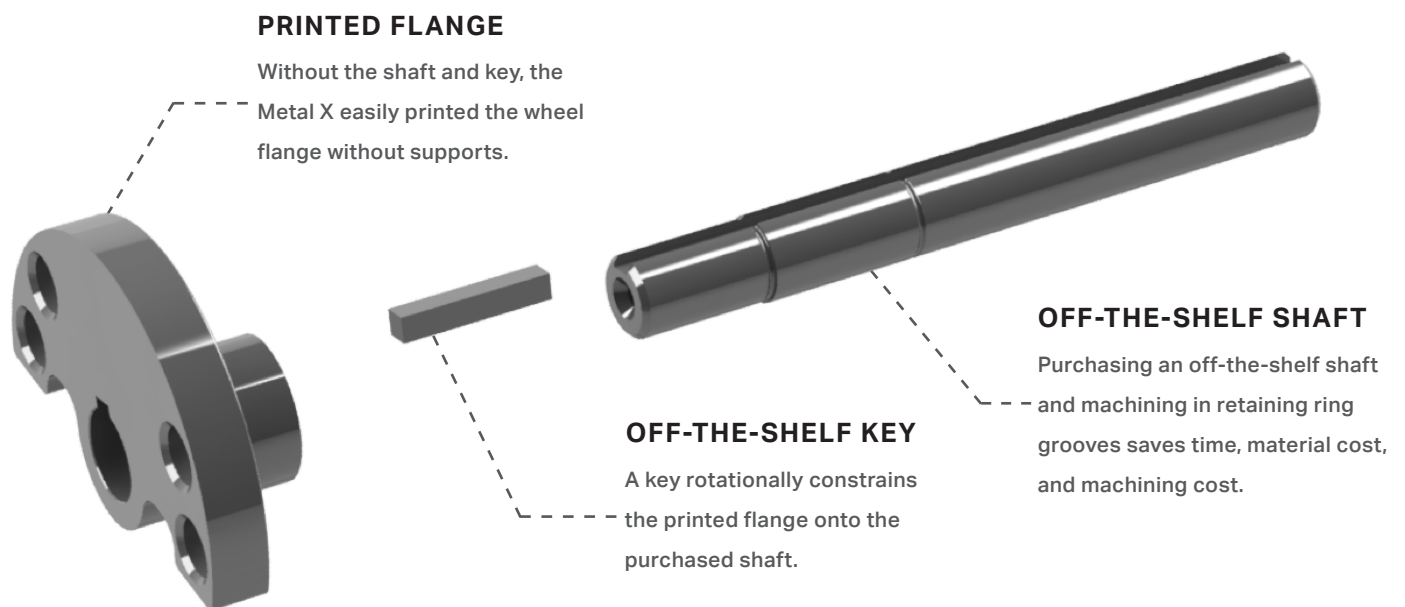 PRINTED FLANGE
Without the shaft and key, the
Metal X easily printed the wheel
flange without supports.
OFF-THE-SHELF KEY
A key rotationally constrains
the printed flange onto the
purchased shaft.
OFF-THE-SHELF SHAFT
Purchasing an off-the-shelf shaft
and machining in retaining ring
grooves saves time, material cost,
and machining cost.